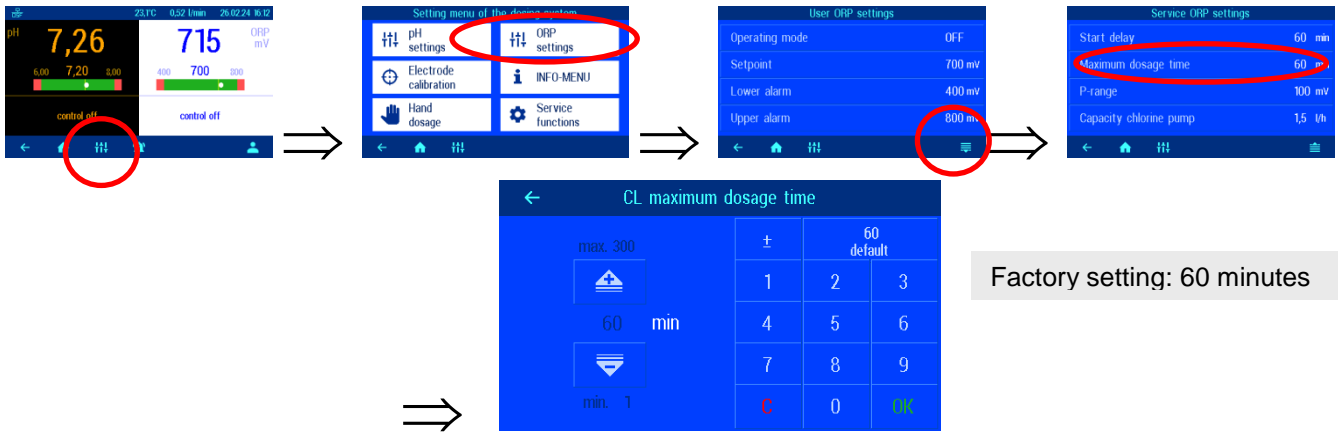 23,1°C 0,52 l/min 26.02.24 16:12
pH 7,26
6,00 7,20 8,00
control off
715 ORP mV
400 700 800
control off
Setting menu of the dosing system
pH settings
ORP settings
Electrode calibration
INFO-MENU
Hand dosage
Service functions
User ORP settings
Operating mode OFF
Setpoint 700 mV
Lower alarm 400 mV
Upper alarm 800 mV
Service ORP settings
Start delay 60 min
Maximum dosage time 60 min
P-range 100 mV
Capacity chlorine pump 1,5 l/h
CL maximum dosage time
max. 300
60 min
min. 1
± 60 default
1 2 3
4 5 6
7 8 9
C 0 OK
Factory setting: 60 minutes